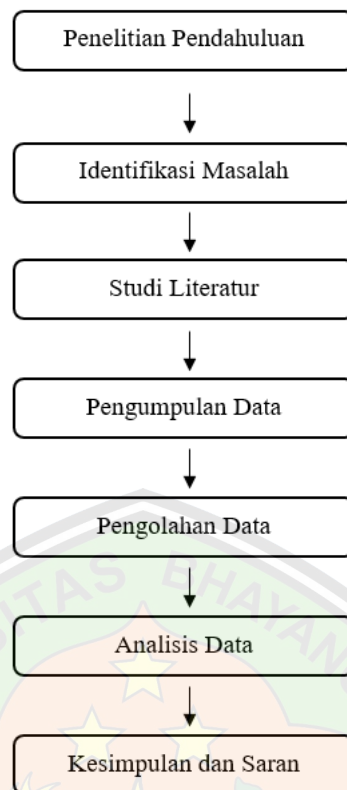 Penelitian Pendahuluan
Identifikasi Masalah
Studi Literatur
Pengumpulan Data
Pengolahan Data
Analisis Data
Kesimpulan dan Saran